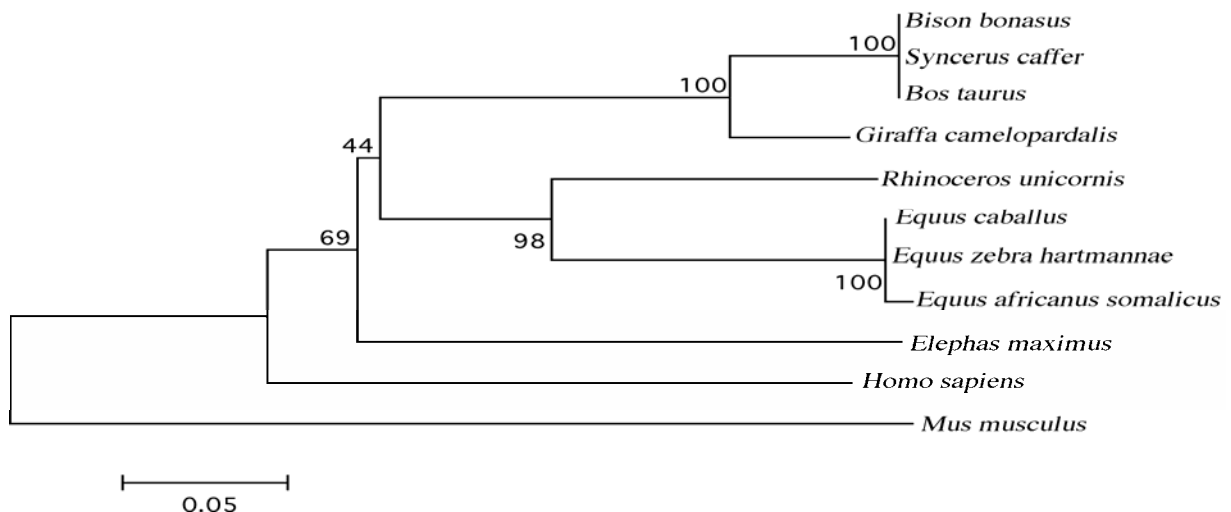 Bison bonasus
100
Syncerus caffer
100
Bos taurus
Giraffa camelopardalis
44
Rhinoceros unicornis
Equus caballus
69
98
Equus zebra hartmannae
100
Equus africanus somalicus
Elephas maximus
Homo sapiens
Mus musculus
0.05